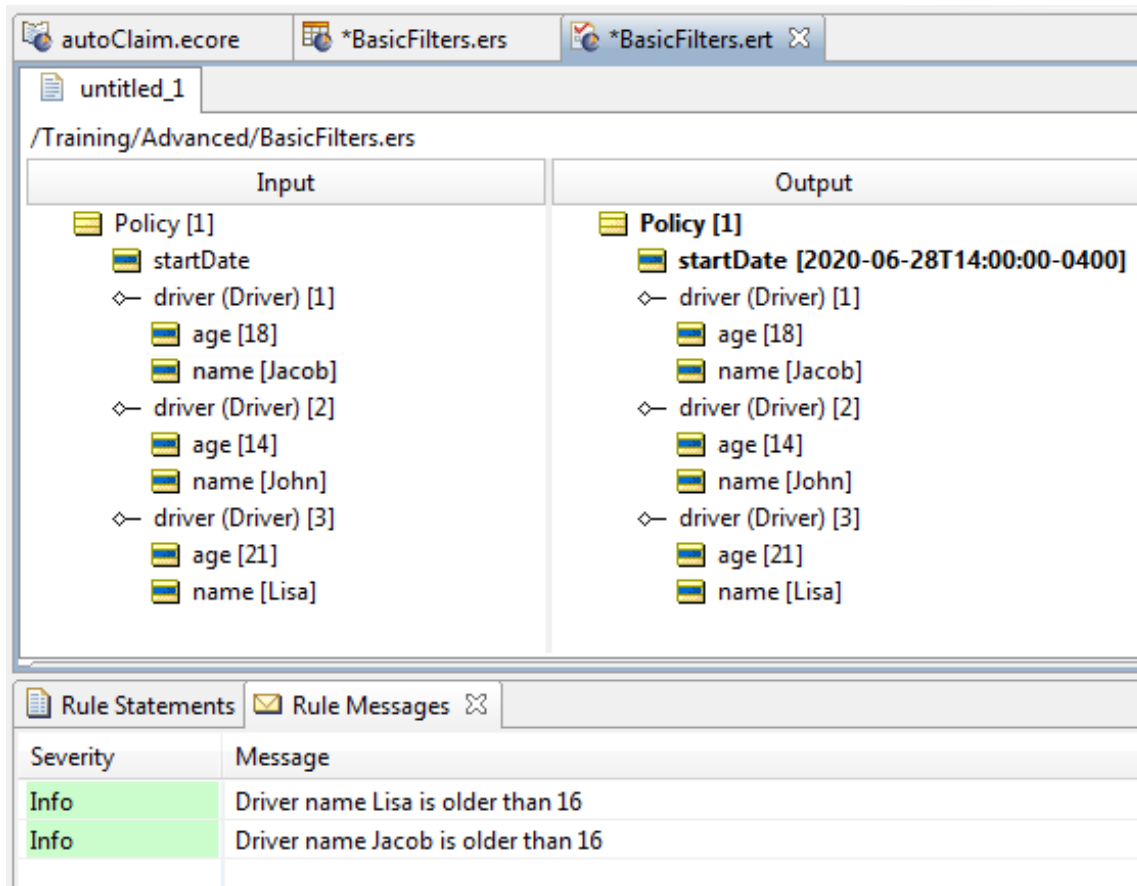 autoClaim.ecore *BasicFilters.ers *BasicFilters.ert
untitled_1
/Training/Advanced/BasicFilters.ers
Input Output
Policy [1] Policy [1]
startDate startDate [2020-06-28T14:00:00-0400]
driver (Driver) [1] driver (Driver) [1]
age [18] age [18]
name [Jacob] name [Jacob]
driver (Driver) [2] driver (Driver) [2]
age [14] age [14]
name [John] name [John]
driver (Driver) [3] driver (Driver) [3]
age [21] age [21]
name [Lisa] name [Lisa]
Rule Statements Rule Messages
Severity Message
Info Driver name Lisa is older than 16
Info Driver name Jacob is older than 16